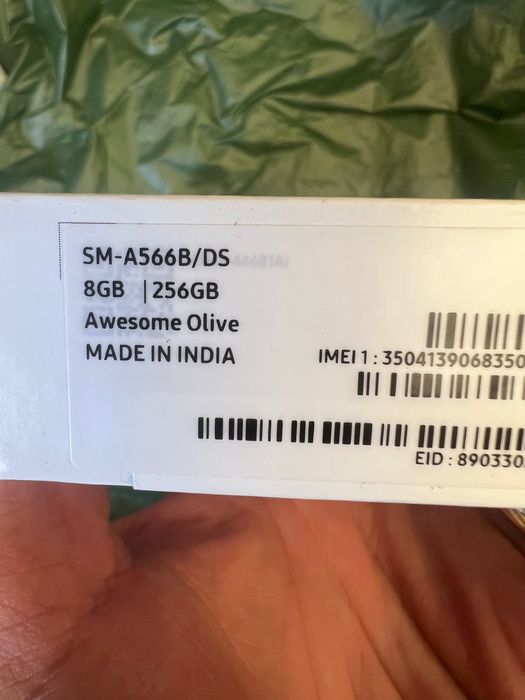 SM-A566B/DS
8GB | 256GB
Awesome Olive
MADE IN INDIA
IMEI 1 : 3504139068350
EID : 890330